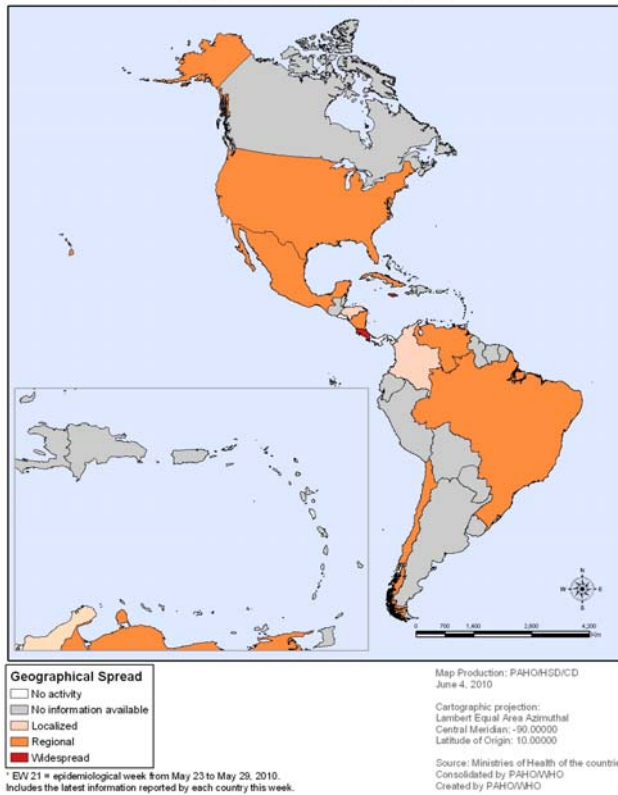 N
W
E
S
0 700 1,400 2,800 4,200
Km
Geographical Spread
No activity
No information available
Localized
Regional
Widespread
* EW 21 = epidemiological week from May 23 to May 29, 2010.
Includes the latest information reported by each country this week.
Map Production: PAHO/HSD/CD
June 4, 2010
Cartographic projection:
Lambert Equal Area Azimuthal
Central Meridian: -90.00000
Latitude of Origin: 10.00000
Source: Ministries of Health of the countrie
Consolidated by PAHO/WHO
Created by PAHO/WHO